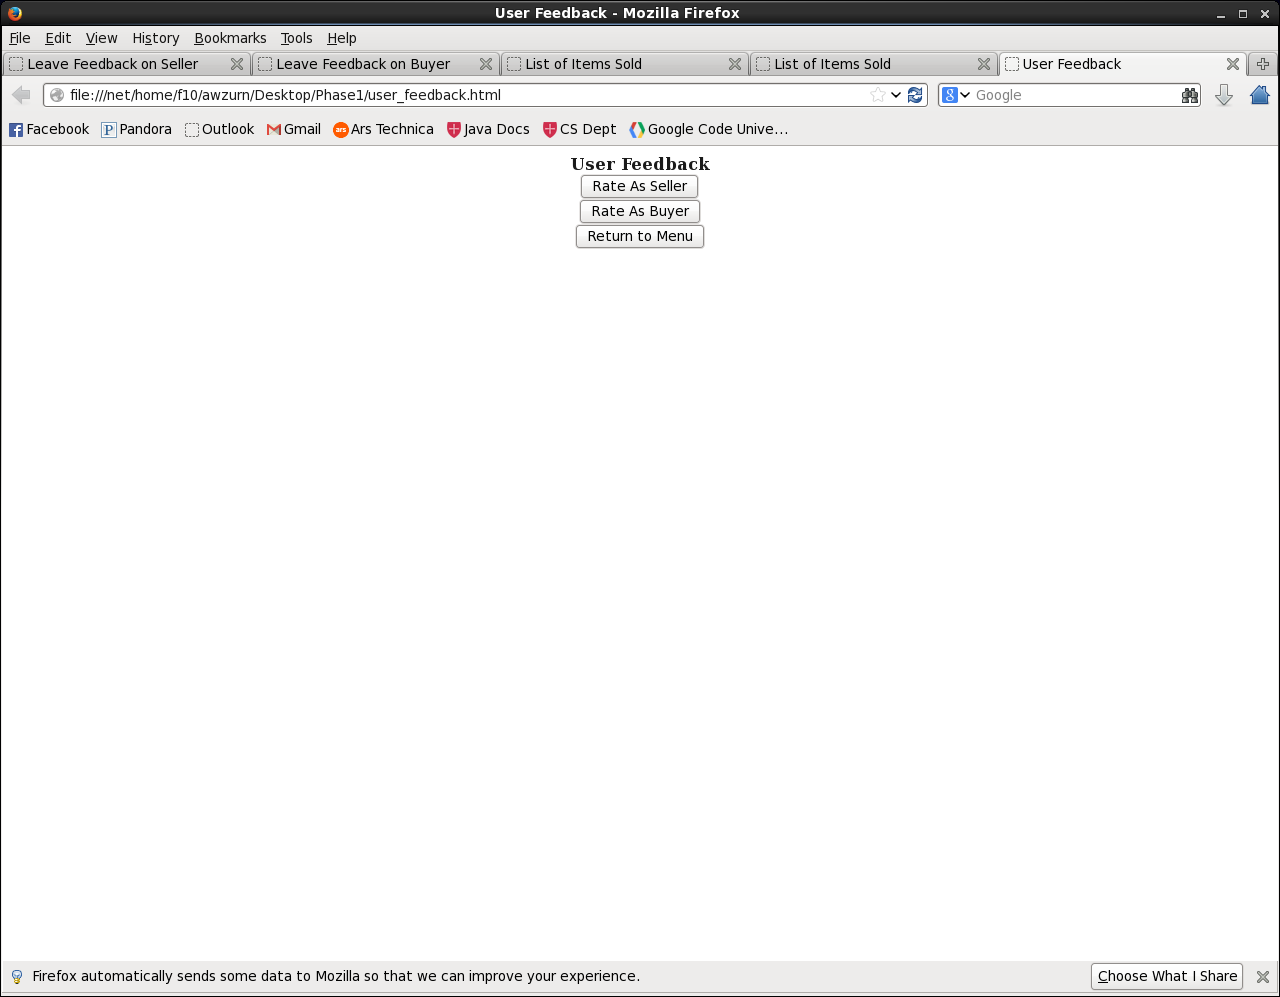 User Feedback - Mozilla Firefox
File Edit View History Bookmarks Tools Help
Leave Feedback on Seller Leave Feedback on Buyer List of Items Sold List of Items Sold User Feedback
file:///net/home/f10/awzurn/Desktop/Phase1/user_feedback.html 8 Google
Facebook P Pandora Outlook Gmail ars Ars Technica Java Docs CS Dept Google Code Unive…
User Feedback
Rate As Seller
Rate As Buyer
Return to Menu
Firefox automatically sends some data to Mozilla so that we can improve your experience. Choose What I Share